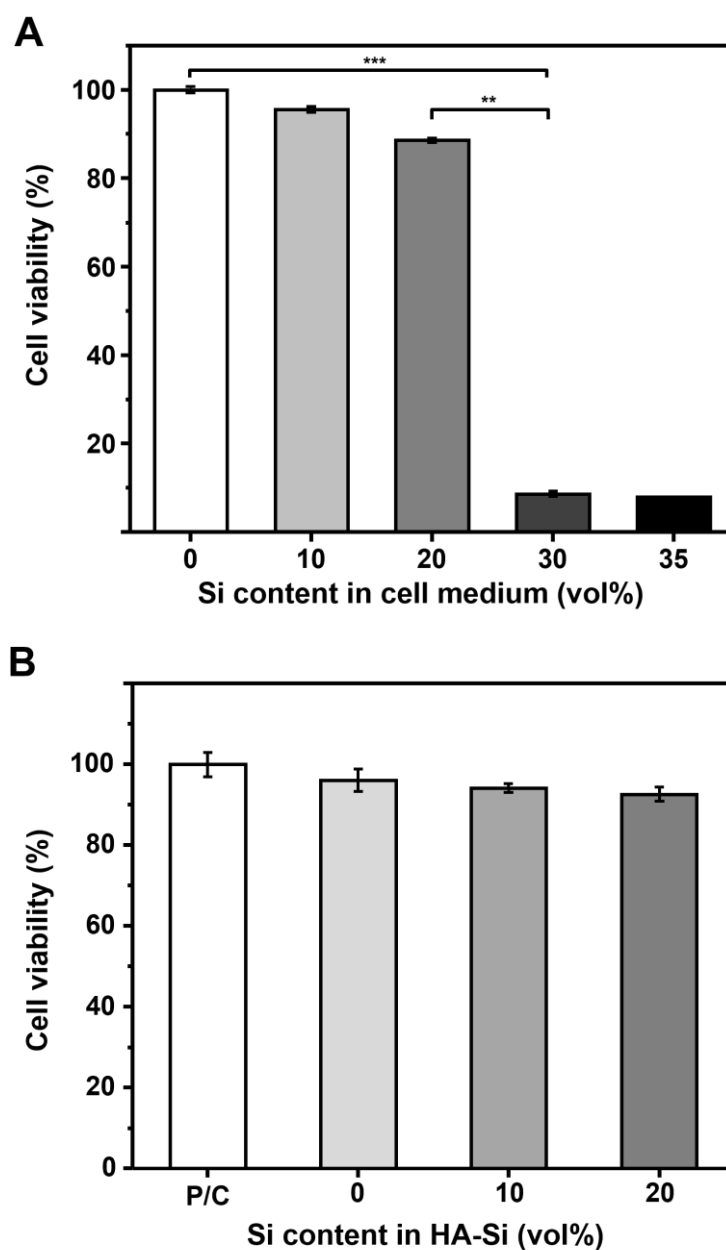 A
***
**
100
80
60
40
20
Cell viability (%)
0 10 20 30 35
Si content in cell medium (vol%)
B
100
80
60
40
20
0
Cell viability (%)
P/C 0 10 20
Si content in HA-Si (vol%)